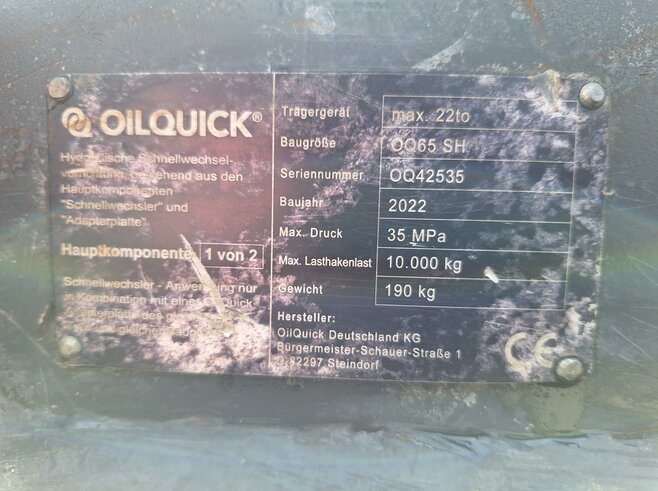 OILQUICK®
Hydraulische Schnellwechsel-
vorrichtung, bestehend aus den
Hauptkomponenten
"Schnellwechsler" und
"Adapterplatte"
Hauptkomponente 1 von 2
Schnellwechsler - Anwendung nur
in Kombination mit einer OilQuick
des
Trägergerät max. 22to
Baugröße OQ65 SH
Seriennummer OQ42535
Baujahr 2022
Max. Druck 35 MPa
Max. Lasthakenlast 10.000 kg
Gewicht 190 kg
Hersteller:
OilQuick Deutschland KG
Bürgermeister-Schauer-Straße 1
D-82297 Steindorf
CE